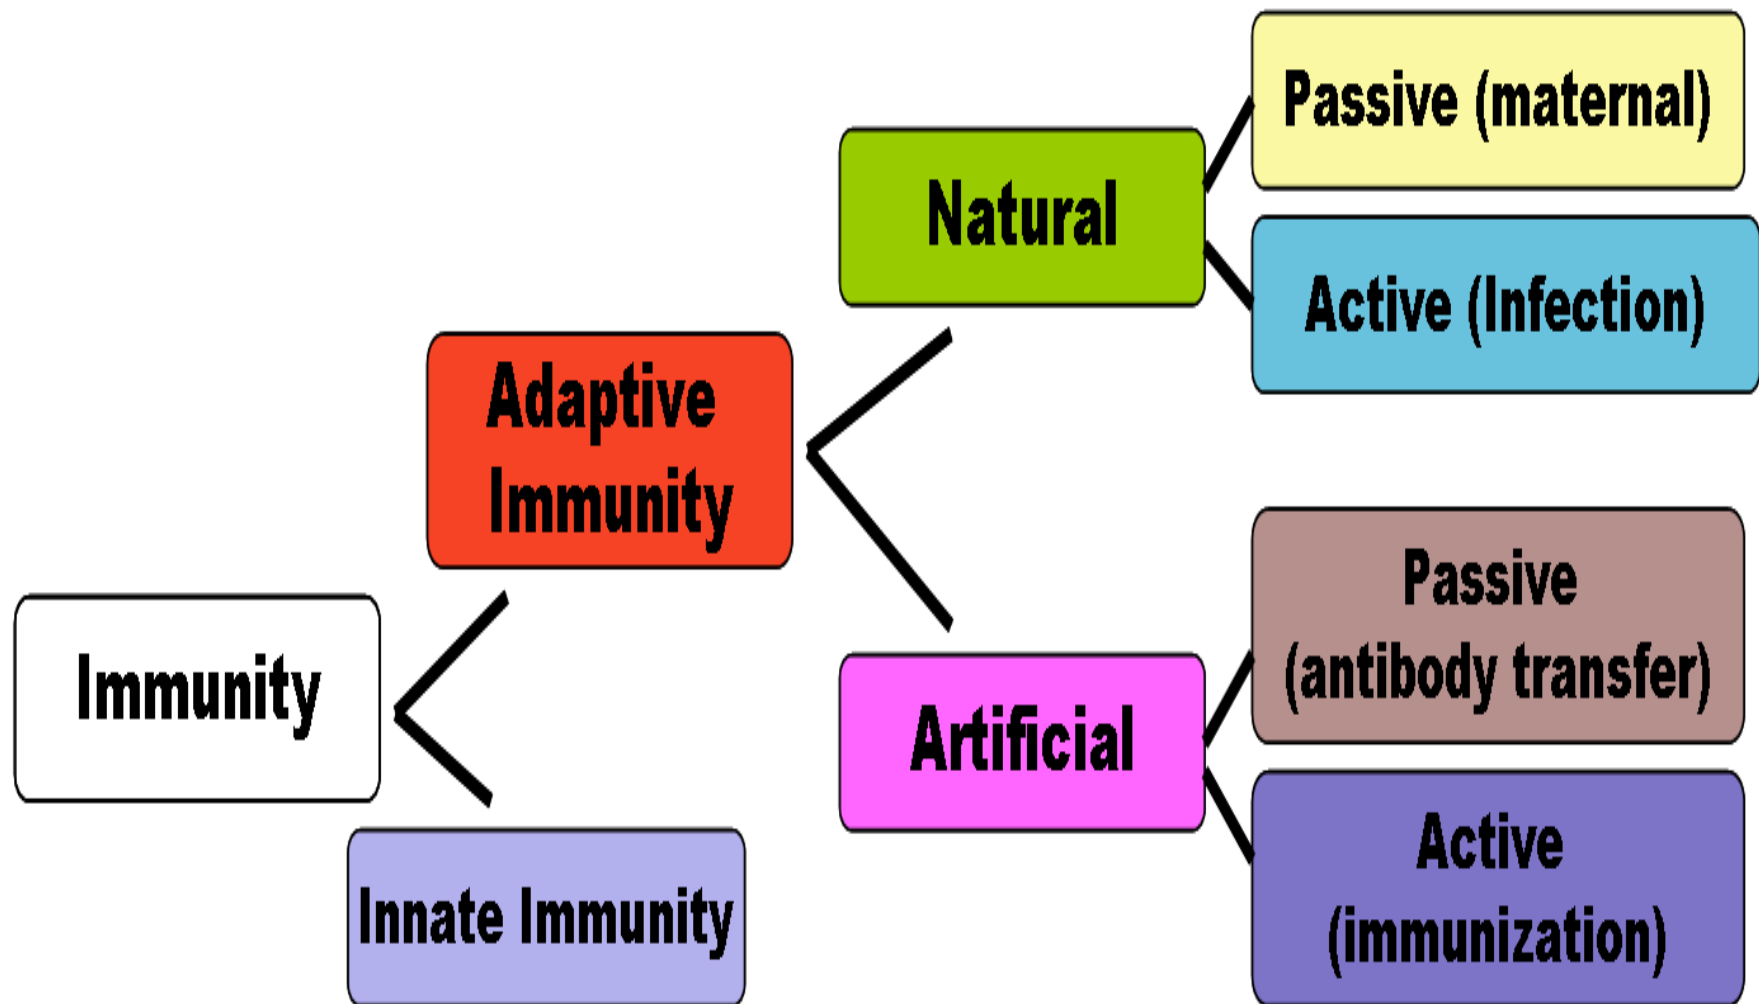 Passive (maternal)
Natural
Active (Infection)
Adaptive
Immunity
Passive
(antibody transfer)
Immunity
Artificial
Active
(immunization)
Innate Immunity